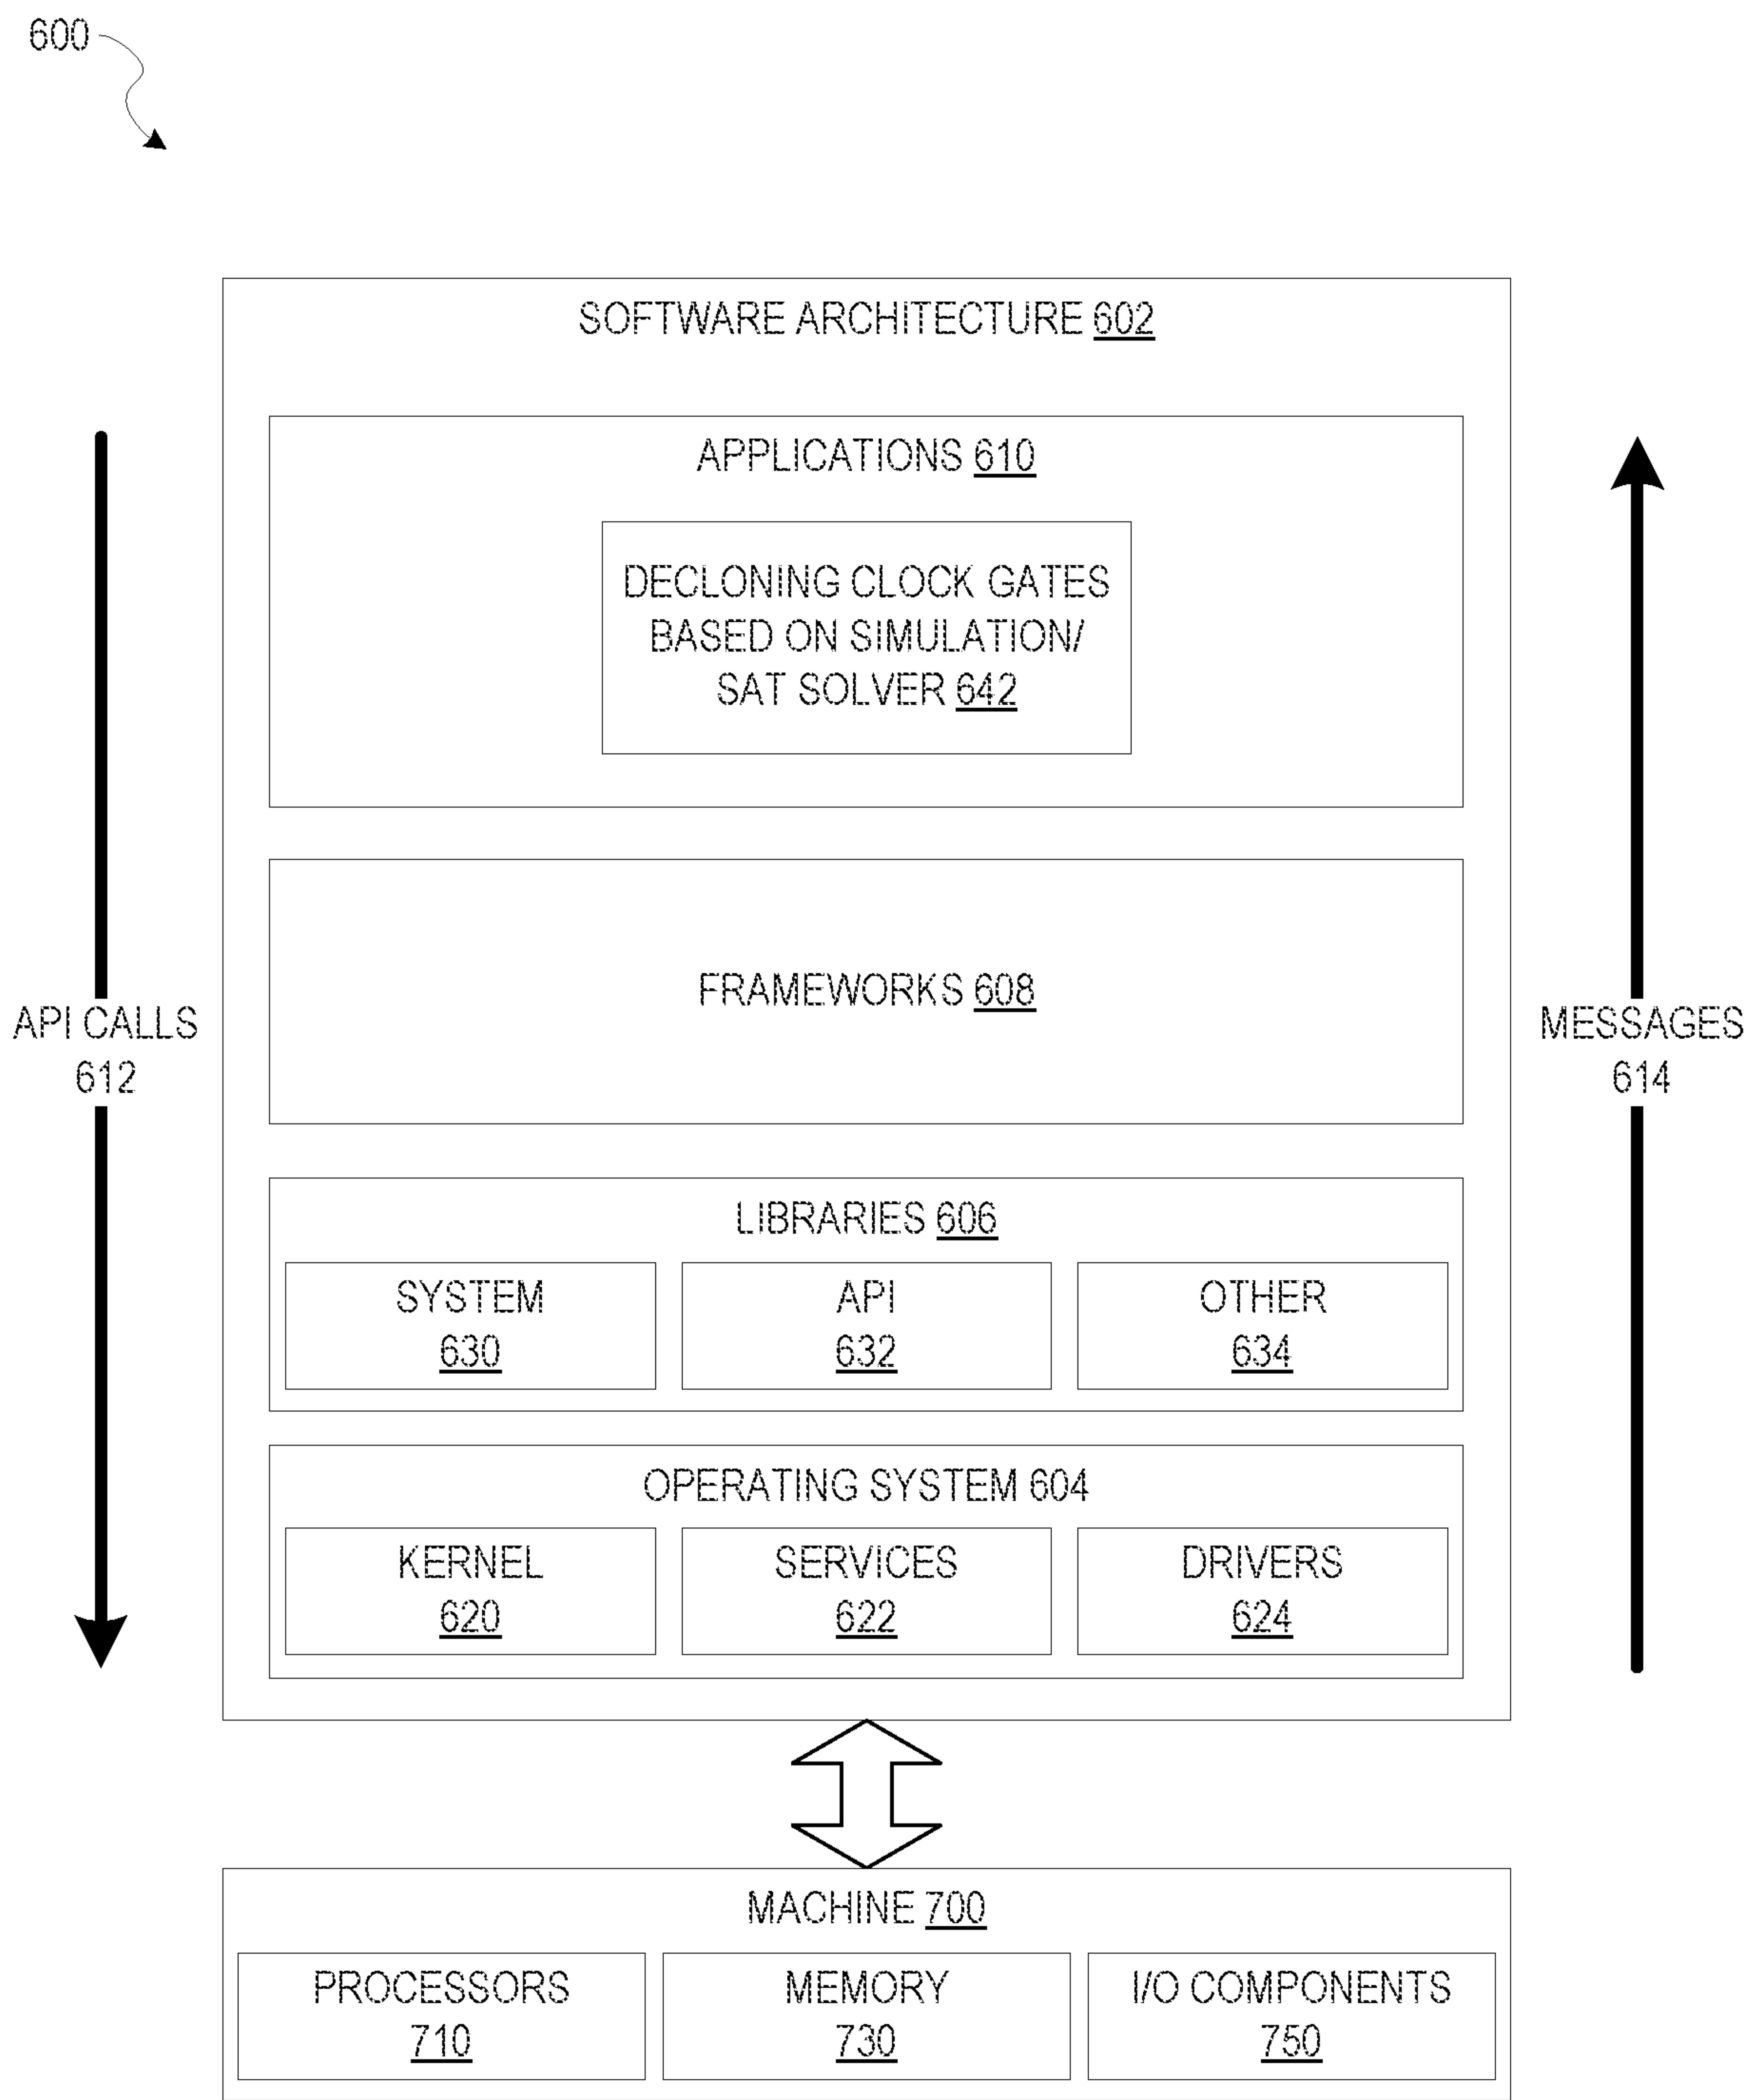 600
SOFTWARE ARCHITECTURE 602
APPLICATIONS 610
DECLONING CLOCK GATES
BASED ON SIMULATION/
SAT SOLVER 642
FRAMEWORKS 608
API CALLS
612
MESSAGES
614
LIBRARIES 606
SYSTEM
630
API
632
OTHER
634
OPERATING SYSTEM 604
KERNEL
620
SERVICES
622
DRIVERS
624
MACHINE 700
PROCESSORS
710
MEMORY
730
I/O COMPONENTS
750